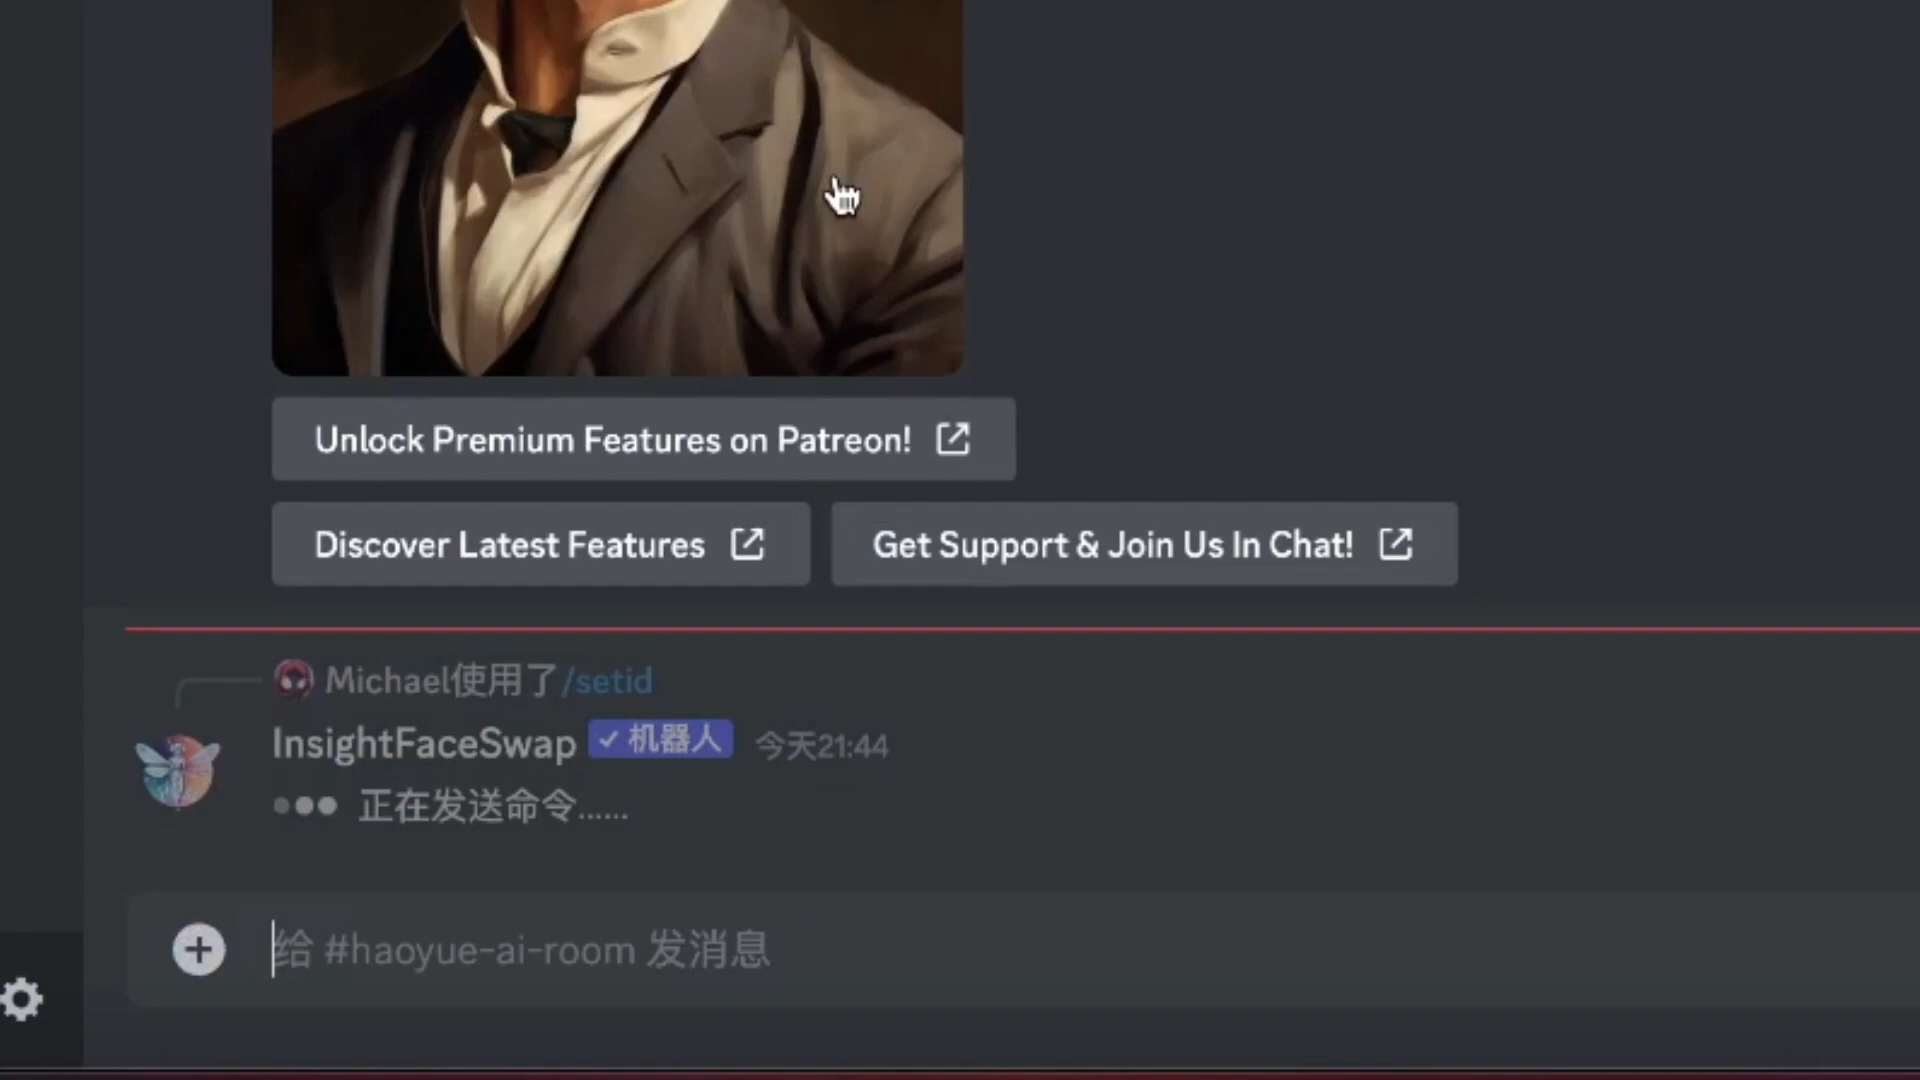 Unlock Premium Features on Patreon!
Discover Latest Features
Get Support & Join Us In Chat!
Michael使用了/setid
InsightFaceSwap ✓ 机器人 今天21:44
正在发送命令......
给 #haoyue-ai-room 发消息